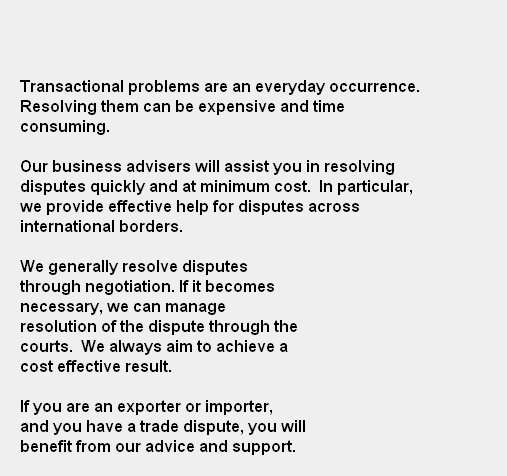 Transactional problems are an everyday occurrence.
Resolving them can be expensive and time
consuming.
Our business advisers will assist you in resolving
disputes quickly and at minimum cost.  In particular,
we provide effective help for disputes across
international borders.
We generally resolve disputes
through negotiation. If it becomes
necessary, we can manage
resolution of the dispute through the
courts.  We always aim to achieve a
cost effective result.
If you are an exporter or importer,
and you have a trade dispute, you will
benefit from our advice and support.